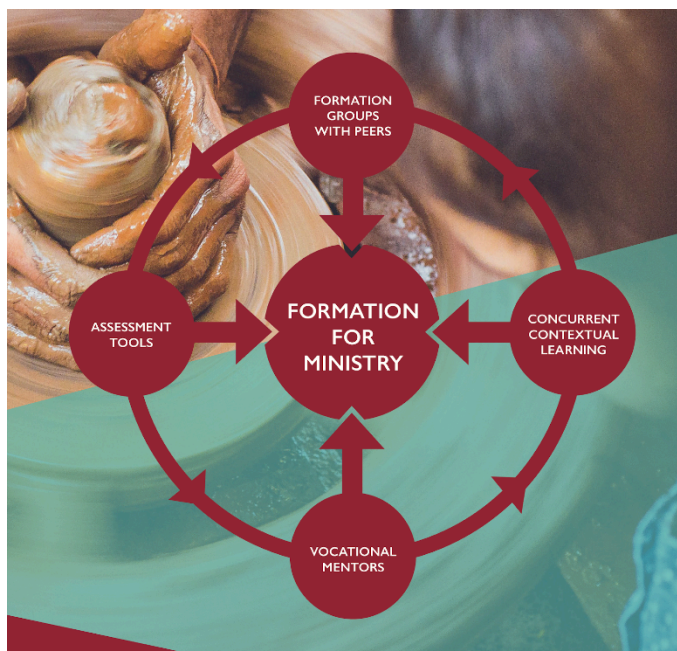 FORMATION
GROUPS
WITH PEERS
ASSESSMENT
TOOLS
FORMATION
FOR
MINISTRY
CONCURRENT
CONTEXTUAL
LEARNING
VOCATIONAL
MENTORS